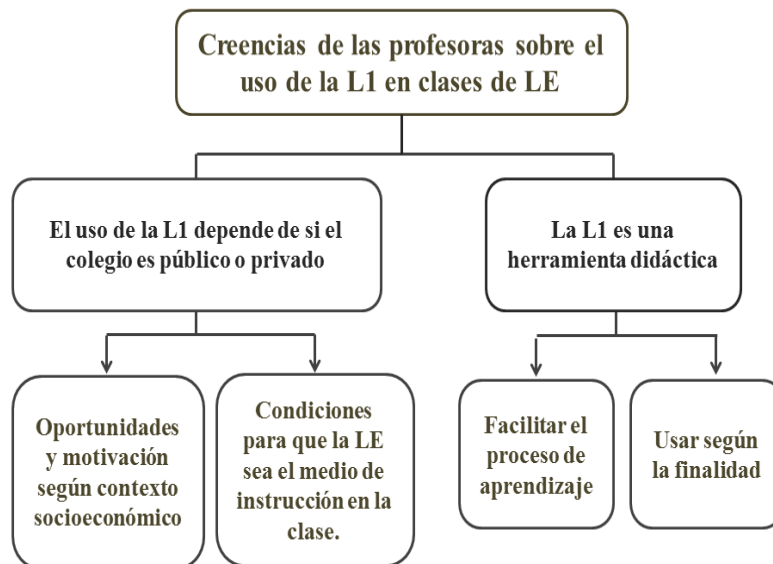 Creencias de las profesoras sobre el
uso de la L1 en clases de LE
El uso de la L1 depende de si el
colegio es público o privado
La L1 es una
herramienta didáctica
Oportunidades
y motivación
según contexto
socioeconómico
Condiciones
para que la LE
sea el medio de
instrucción en la
clase.
Facilitar el
proceso de
aprendizaje
Usar según
la finalidad